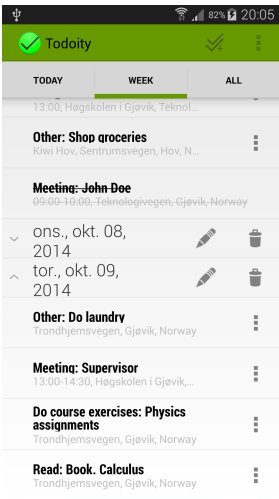 82% 20:05
Todoity
TODAY WEEK ALL
13:00, Høgskolen i Gjøvik, Teknol...
Other: Shop groceries
Kiwi Hov, Sentrumsvegen, Hov, N...
Meeting: John Doe
09:00-10:00, Teknologivegen, Gjøvik, Norway
ons., okt. 08,
2014
tor., okt. 09,
2014
Other: Do laundry
Trondhjemsvegen, Gjøvik, Norway
Meeting: Supervisor
13:00-14:30, Høgskolen i Gjøvik,...
Do course exercises: Physics
assignments
Trondhjemsvegen, Gjøvik, Norway
Read: Book. Calculus
Trondhjemsvegen, Gjøvik, Norway